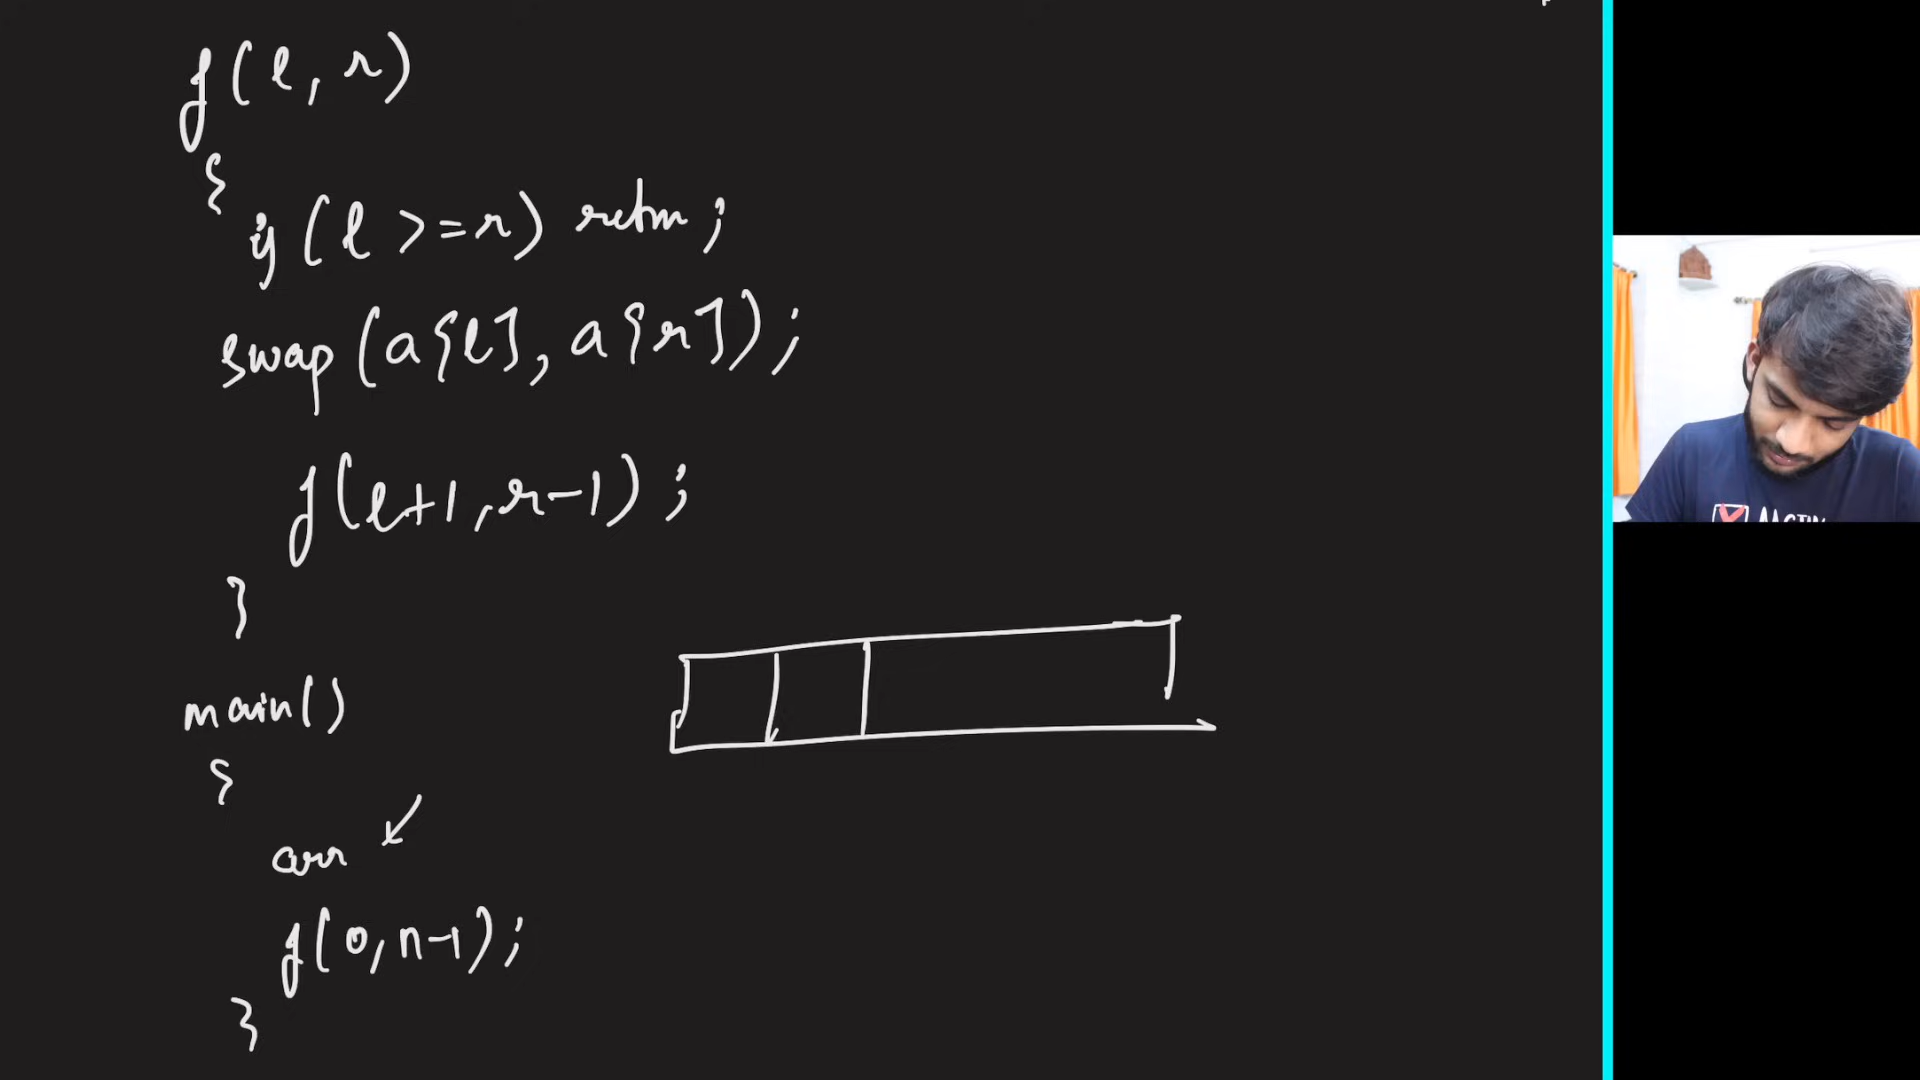 f(l, r)
{
if (l >= r) return;
swap(a[l], a[r]);
f(l+1, r-1);
}
main()
{
arr
f(0, n-1);
}